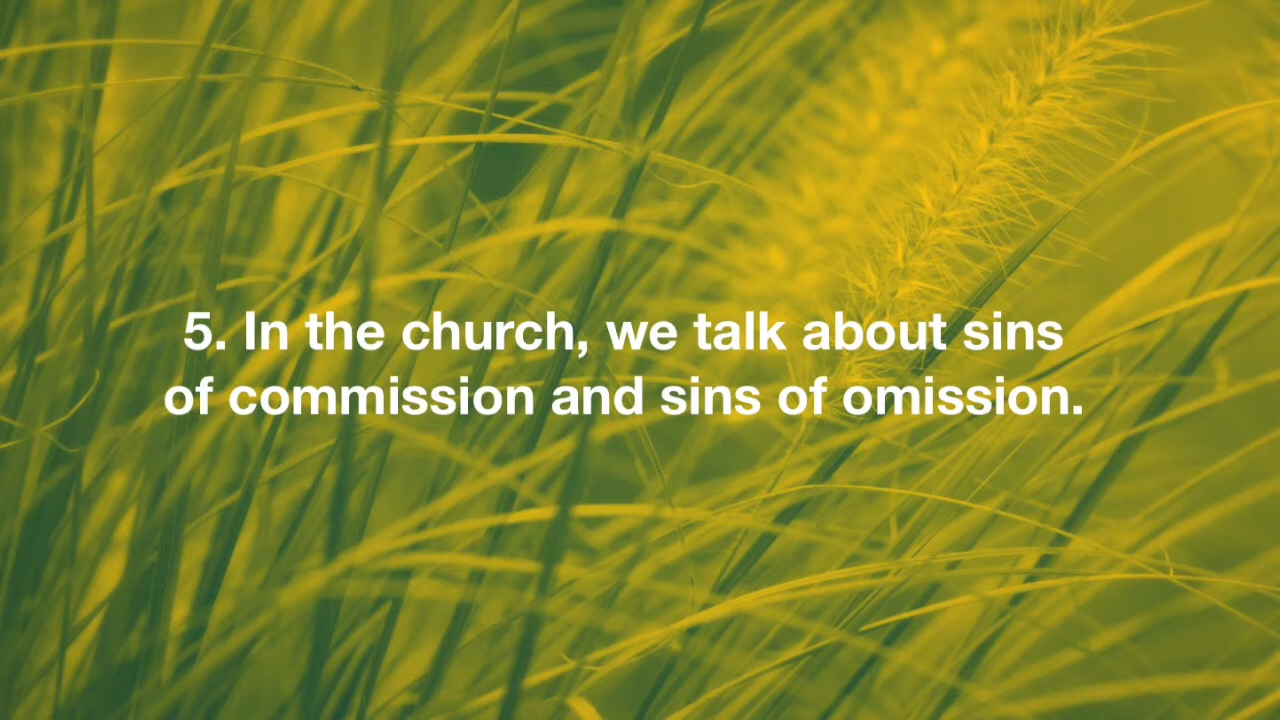 5. In the church, we talk about sins
of commission and sins of omission.